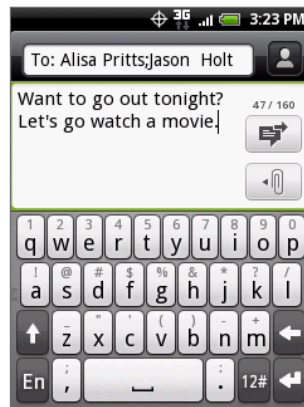 3G 3:23 PM
To: Alisa Pritts;Jason Holt
Want to go out tonight?
47 / 160
Let's go watch a movie.
1 2 3 4 5 6 7 8 9 0
q w e r t y u i o p
! @ # $ % & * ? /
a s d f g h j k l
_ " ' ( ) - +
z x c v b n m
En ; , : . 12#